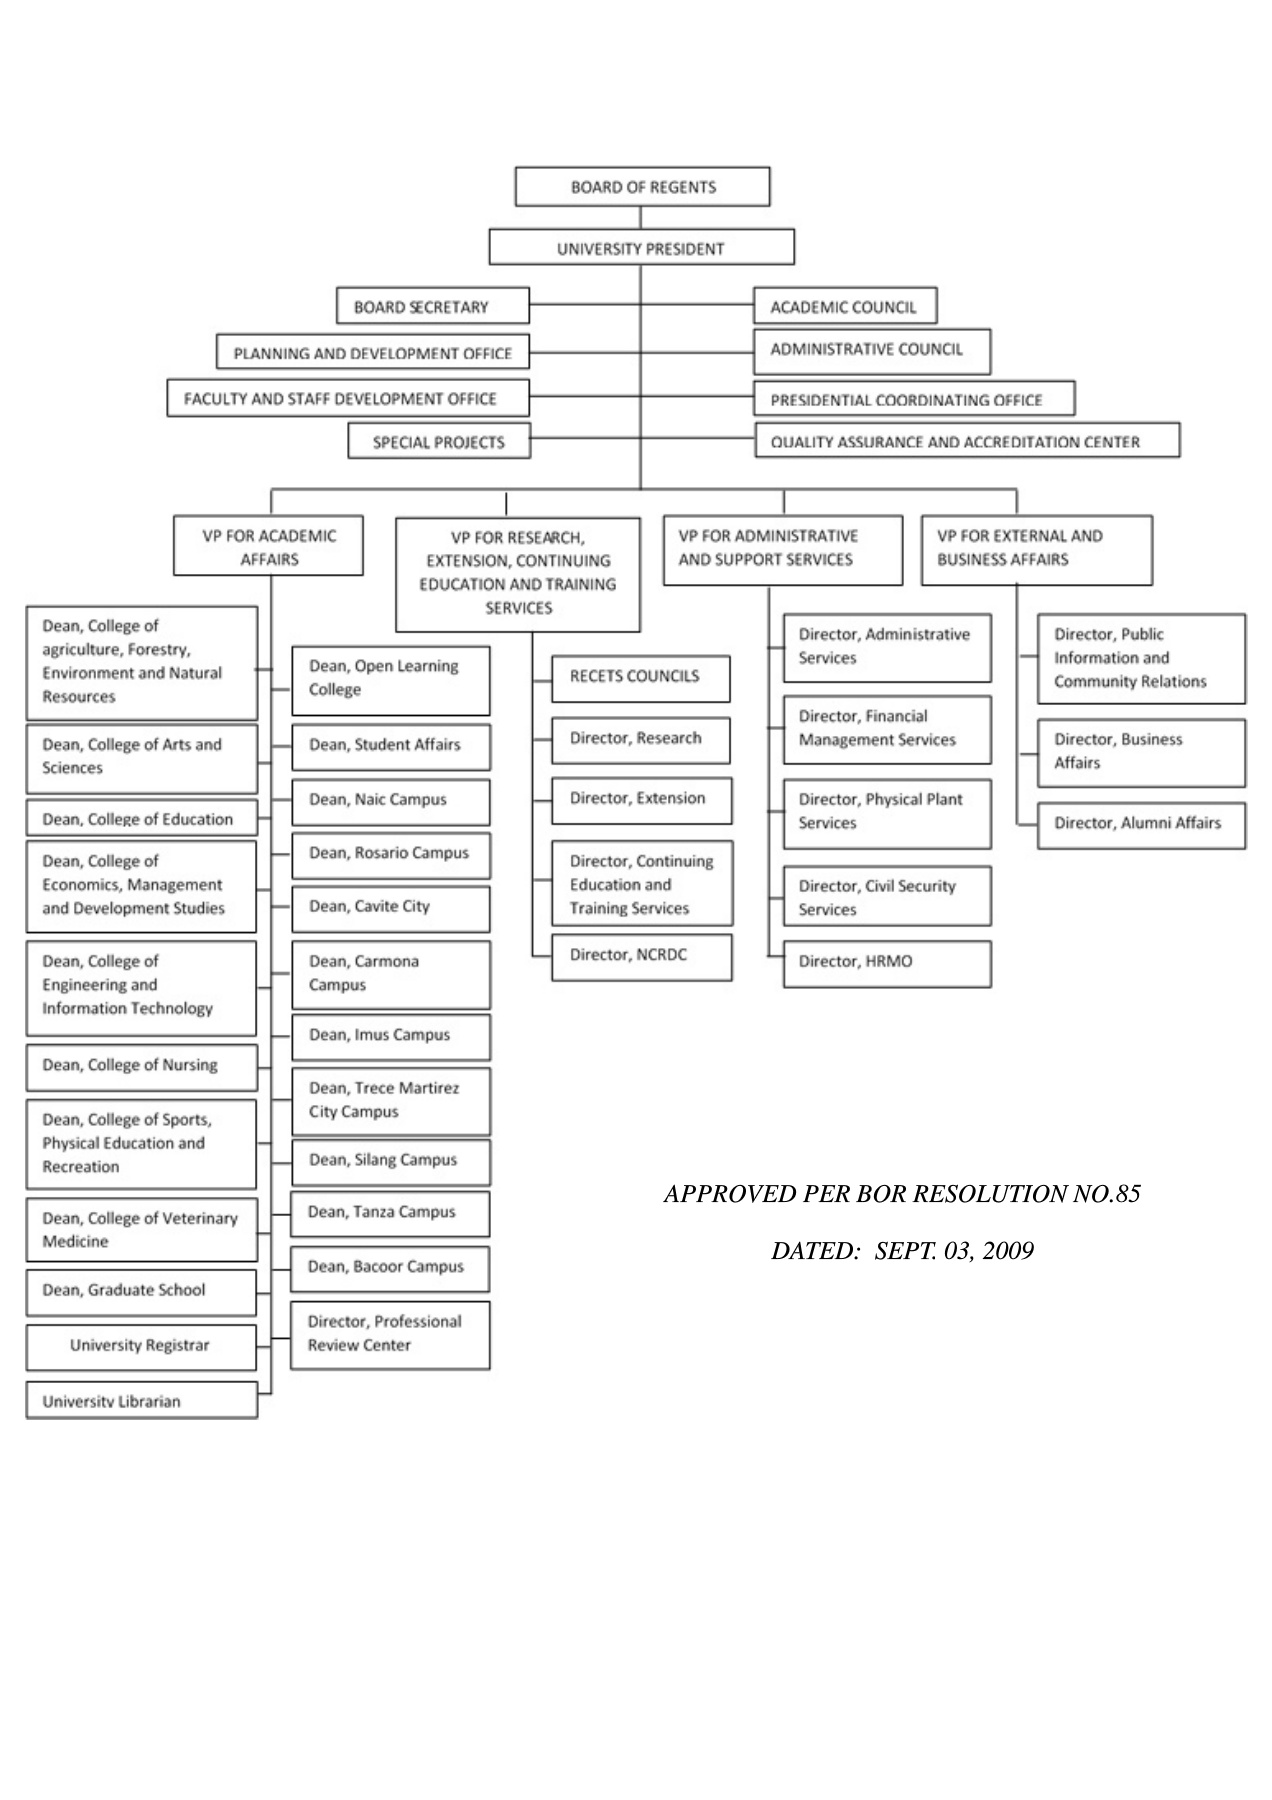 BOARD OF REGENTS
UNIVERSITY PRESIDENT
BOARD SECRETARY
ACADEMIC COUNCIL
PLANNING AND DEVELOPMENT OFFICE
ADMINISTRATIVE COUNCIL
FACULTY AND STAFF DEVELOPMENT OFFICE
PRESIDENTIAL COORDINATING OFFICE
SPECIAL PROJECTS
QUALITY ASSURANCE AND ACCREDITATION CENTER
VP FOR ACADEMIC
AFFAIRS
VP FOR RESEARCH,
EXTENSION, CONTINUING
EDUCATION AND TRAINING
SERVICES
VP FOR ADMINISTRATIVE
AND SUPPORT SERVICES
VP FOR EXTERNAL AND
BUSINESS AFFAIRS
Dean, College of
agriculture, Forestry,
Environment and Natural
Resources
Dean, College of Arts and
Sciences
Dean, College of Education
Dean, College of
Economics, Management
and Development Studies
Dean, College of
Engineering and
Information Technology
Dean, College of Nursing
Dean, College of Sports,
Physical Education and
Recreation
Dean, College of Veterinary
Medicine
Dean, Graduate School
University Registrar
University Librarian
Dean, Open Learning
College
Dean, Student Affairs
Dean, Naic Campus
Dean, Rosario Campus
Dean, Cavite City
Dean, Carmona
Campus
Dean, Imus Campus
Dean, Trece Martirez
City Campus
Dean, Silang Campus
Dean, Tanza Campus
Dean, Bacoor Campus
Director, Professional
Review Center
RECETS COUNCILS
Director, Research
Director, Extension
Director, Continuing
Education and
Training Services
Director, NCRDC
Director, Administrative
Services
Director, Financial
Management Services
Director, Physical Plant
Services
Director, Civil Security
Services
Director, HRMO
Director, Public
Information and
Community Relations
Director, Business
Affairs
Director, Alumni Affairs
APPROVED PER BOR RESOLUTION NO.85
DATED: SEPT. 03, 2009